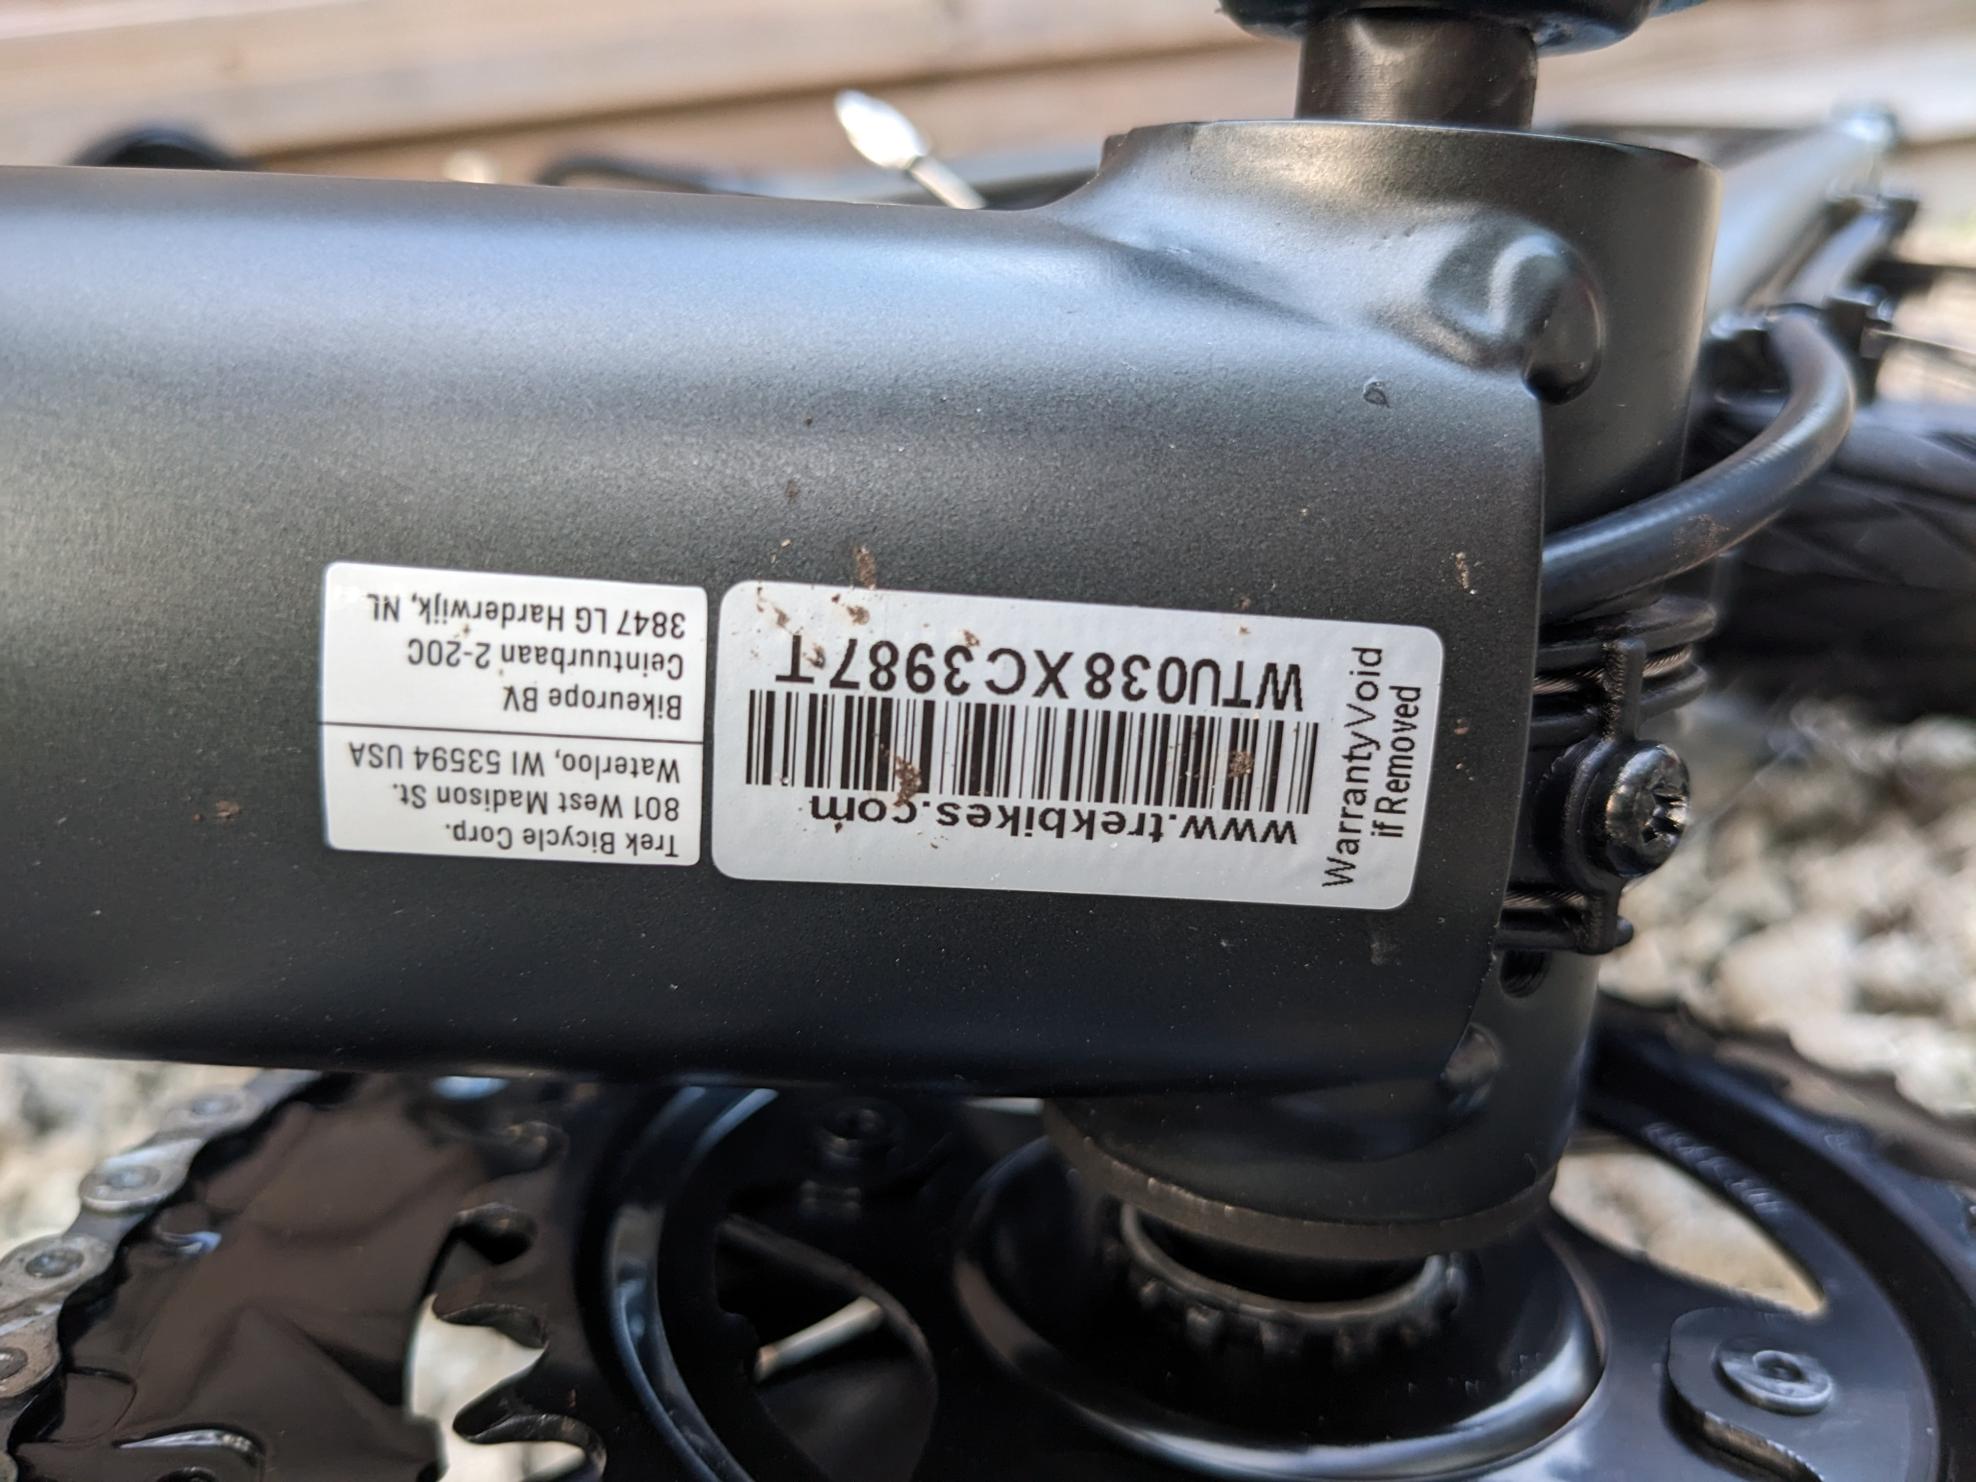 www.trekbikes.com
WTU038XC3987T
Warranty Void
if Removed
Trek Bicycle Corp.
801 West Madison St.
Waterloo, WI 53594 USA
Bikeurope BV
Ceintuurbaan 2-20C
3847 LG Harderwijk, NL